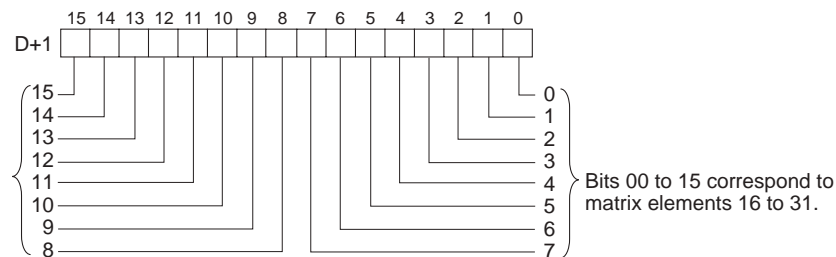 15 14 13 12 11 10 9 8 7 6 5 4 3 2 1 0
D+1
15 0
14 1
13 2
12 3
11 4
10 5
9 6
8 7
Bits 00 to 15 correspond to
matrix elements 16 to 31.